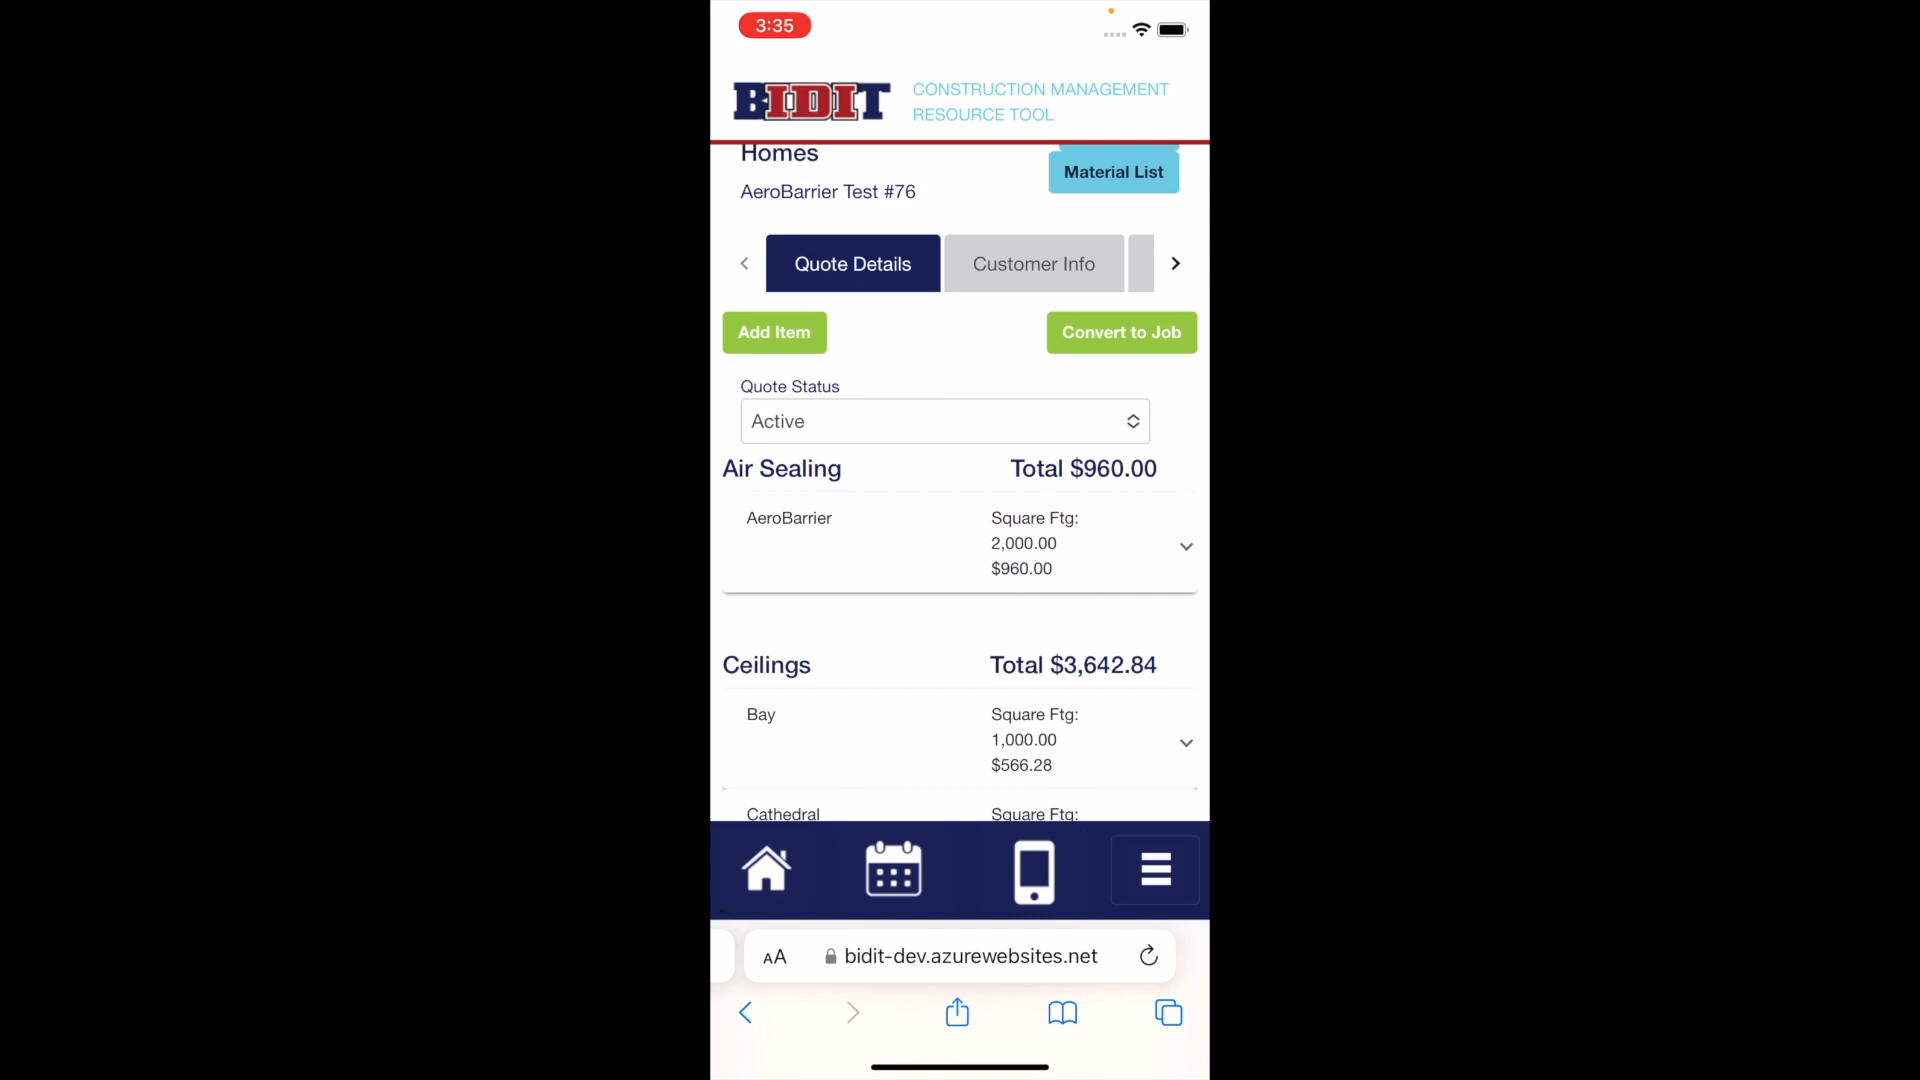 3:35
BIDIT
CONSTRUCTION MANAGEMENT
RESOURCE TOOL
Homes
Material List
AeroBarrier Test #76
Quote Details
Customer Info
Add Item
Convert to Job
Quote Status
Active
Air Sealing
Total $960.00
AeroBarrier
Square Ftg:
2,000.00
$960.00
Ceilings
Total $3,642.84
Bay
Square Ftg:
1,000.00
$566.28
Cathedral
Square Ftg:
AA
bidit-dev.azurewebsites.net